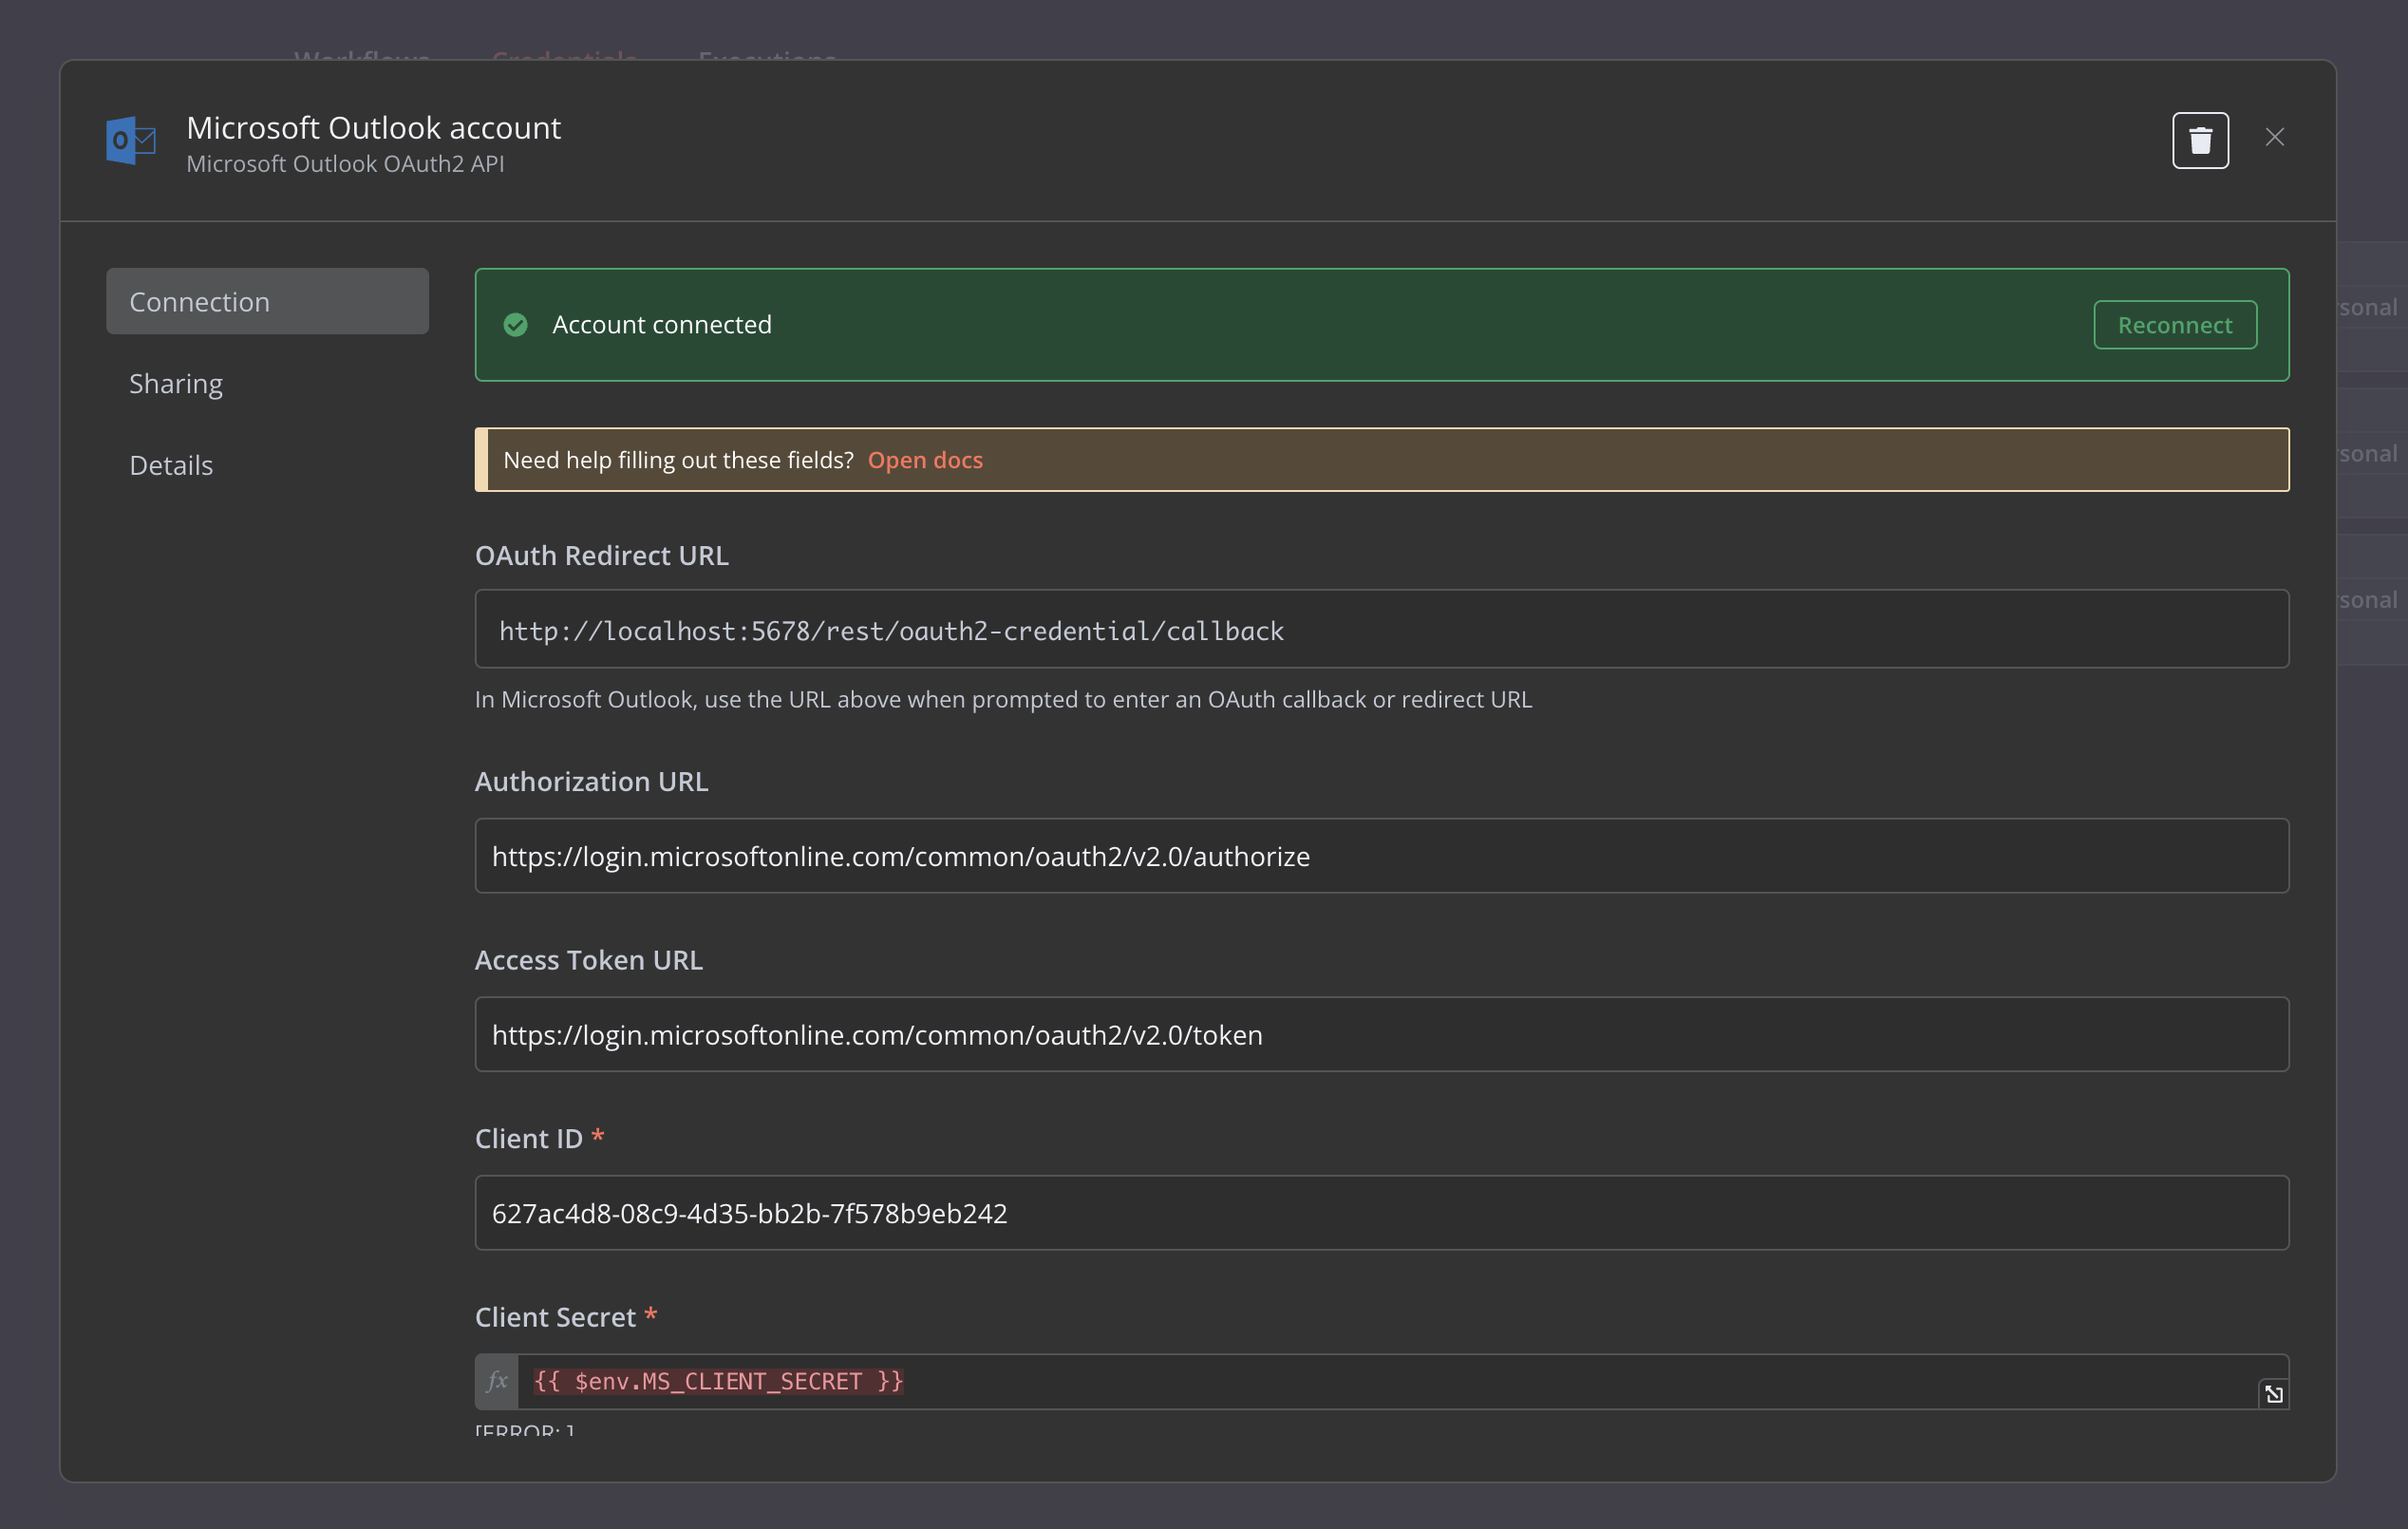 Workflows Credentials Executions
Microsoft Outlook account
Microsoft Outlook OAuth2 API
Connection
Sharing
Details
Account connected
Reconnect
Need help filling out these fields? Open docs
OAuth Redirect URL
http://localhost:5678/rest/oauth2-credential/callback
In Microsoft Outlook, use the URL above when prompted to enter an OAuth callback or redirect URL
Authorization URL
https://login.microsoftonline.com/common/oauth2/v2.0/authorize
Access Token URL
https://login.microsoftonline.com/common/oauth2/v2.0/token
Client ID *
627ac4d8-08c9-4d35-bb2b-7f578b9eb242
Client Secret *
fx {{ $env.MS_CLIENT_SECRET }}
[ERROR: ]
sonal
sonal
sonal